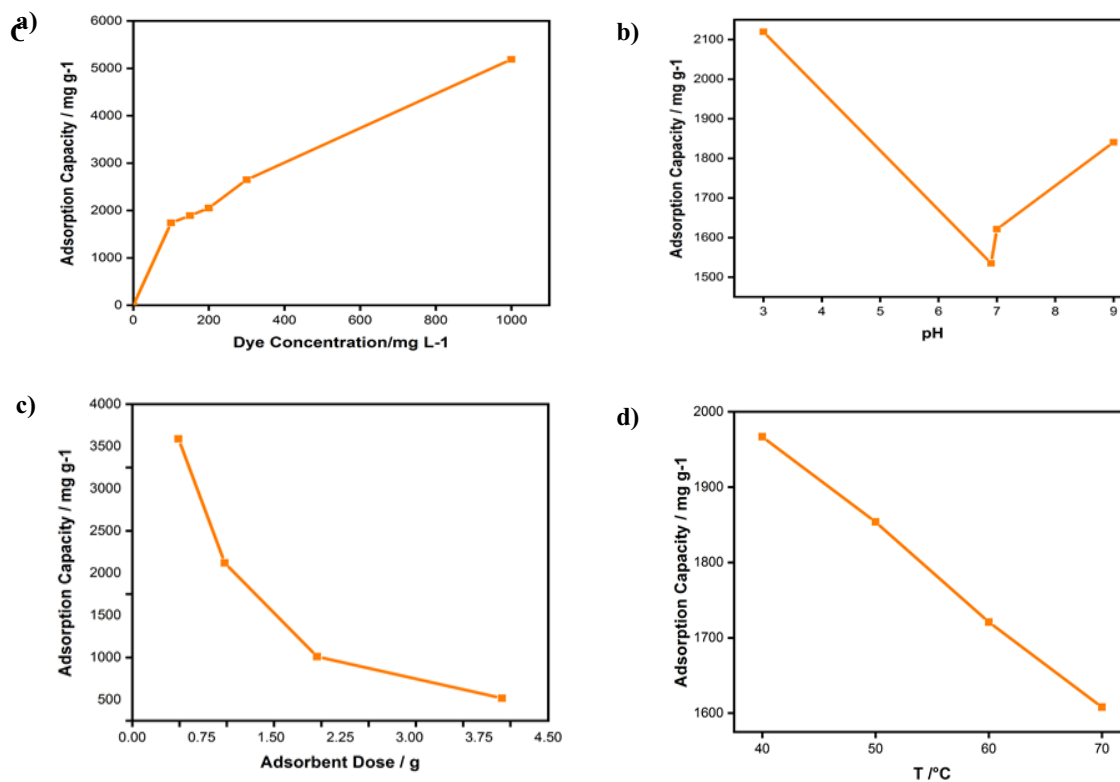 C
a)
6000
5000
4000
3000
2000
1000
0
Adsorption Capacity / mg g-1
0 200 400 600 800 1000
Dye Concentration/mg L-1
b)
2100
2000
1900
1800
1700
1600
1500
Adsorption Capacity / mg g-1
3 4 5 6 7 8 9
pH
c)
4000
3500
3000
2500
2000
1500
1000
500
Adsorption Capacity / mg g-1
0.00 0.75 1.50 2.25 3.00 3.75 4.50
Adsorbent Dose / g
d)
2000
1900
1800
1700
1600
Adsorption Capacity / mg g-1
40 50 60 70
T /°C